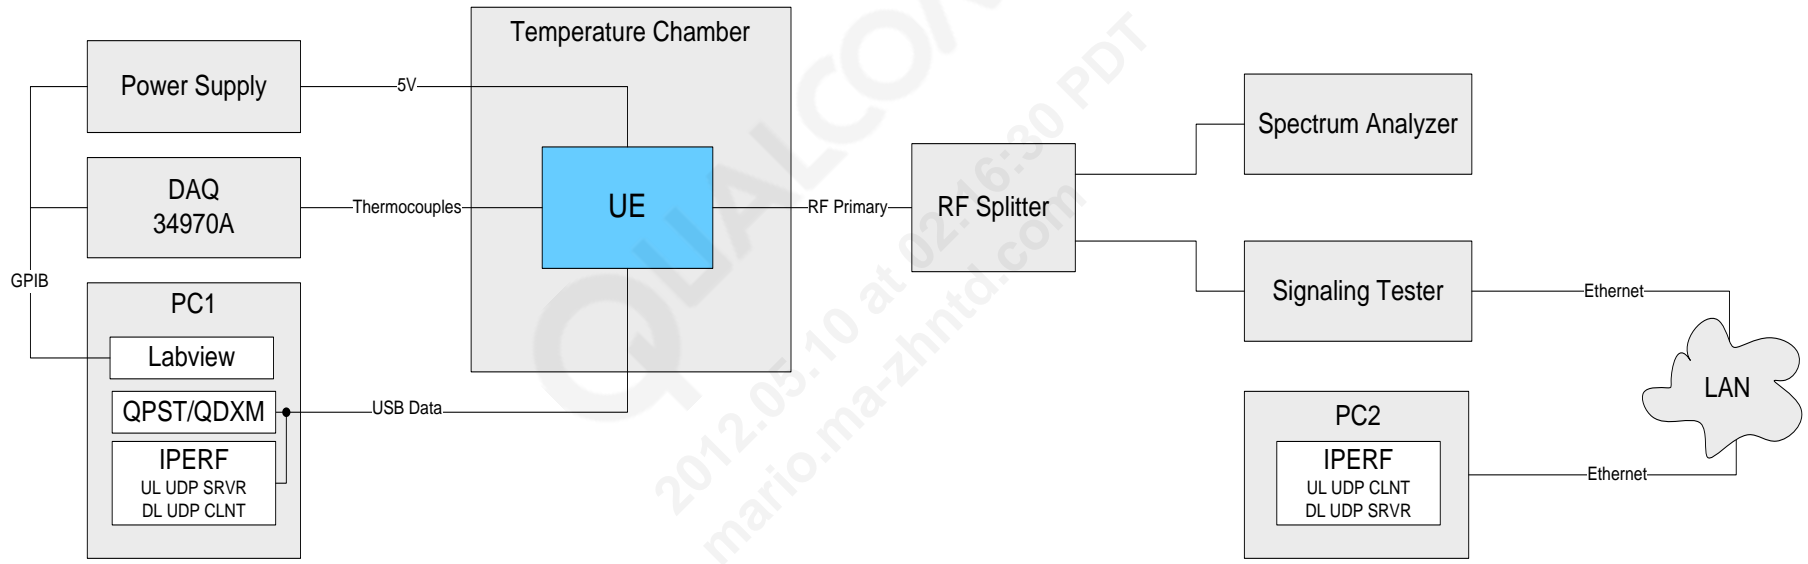 Temperature Chamber
Power Supply
5V
Spectrum Analyzer
DAQ
34970A
Thermocouples
UE
RF Primary
RF Splitter
GPIB
PC1
Labview
Signaling Tester
Ethernet
QPST/QDXM
USB Data
LAN
IPERF
UL UDP SRVR
DL UDP CLNT
PC2
IPERF
UL UDP CLNT
DL UDP SRVR
Ethernet
QUALCOM
2012.05.10 at 02:16:30 PDT
mario.ma-zhntd.com